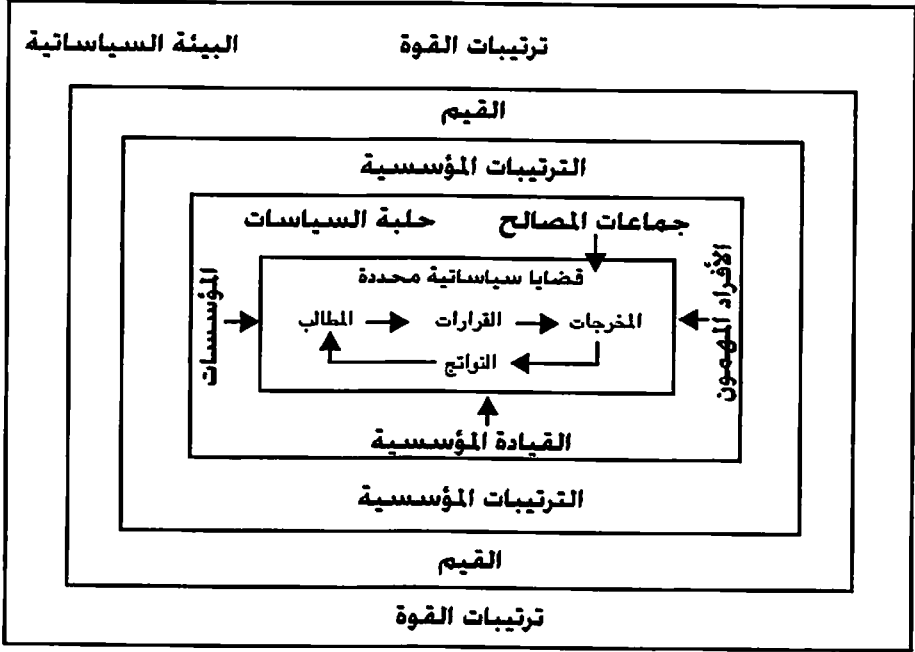 ترتيبات القوة
البيئة السياساتية
القيم
الترتيبات المؤسسية
جماعات المصالح
حلبة السياسات
الأفراد المهمون
المؤسسات
قضايا سياساتية محددة
المطالب
القرارات
المخرجات
النواتج
القيادة المؤسسية
الترتيبات المؤسسية
القيم
ترتيبات القوة